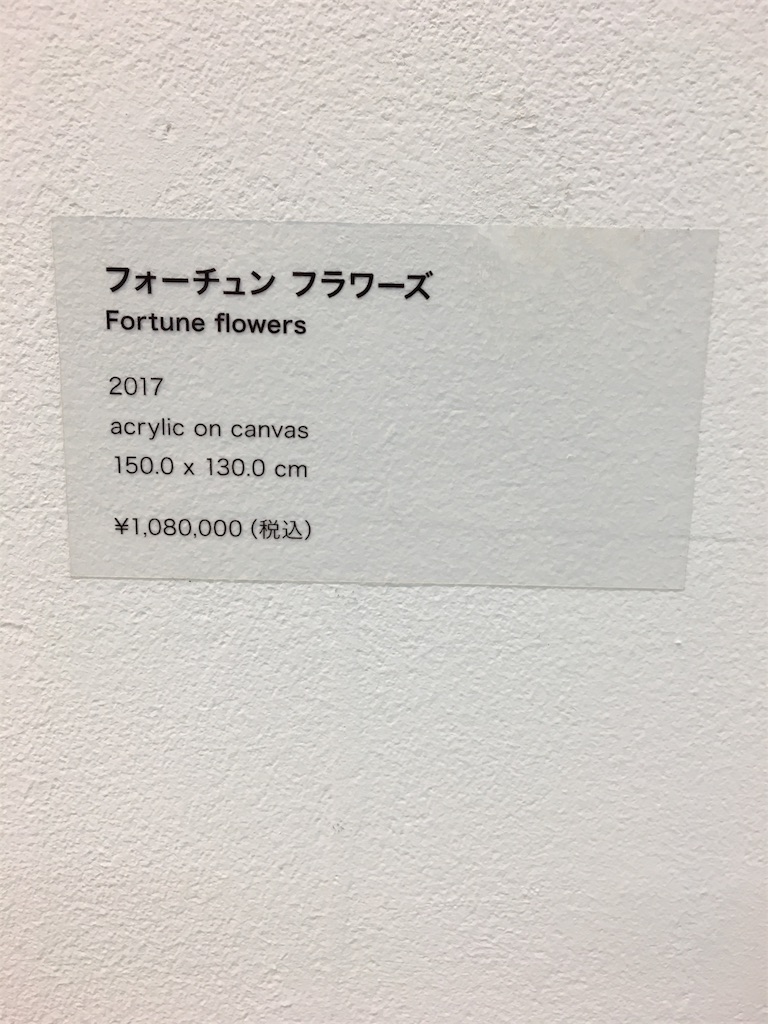 フォーチュン フラワーズ
Fortune flowers
2017
acrylic on canvas
150.0 x 130.0 cm
¥1,080,000 (税込)